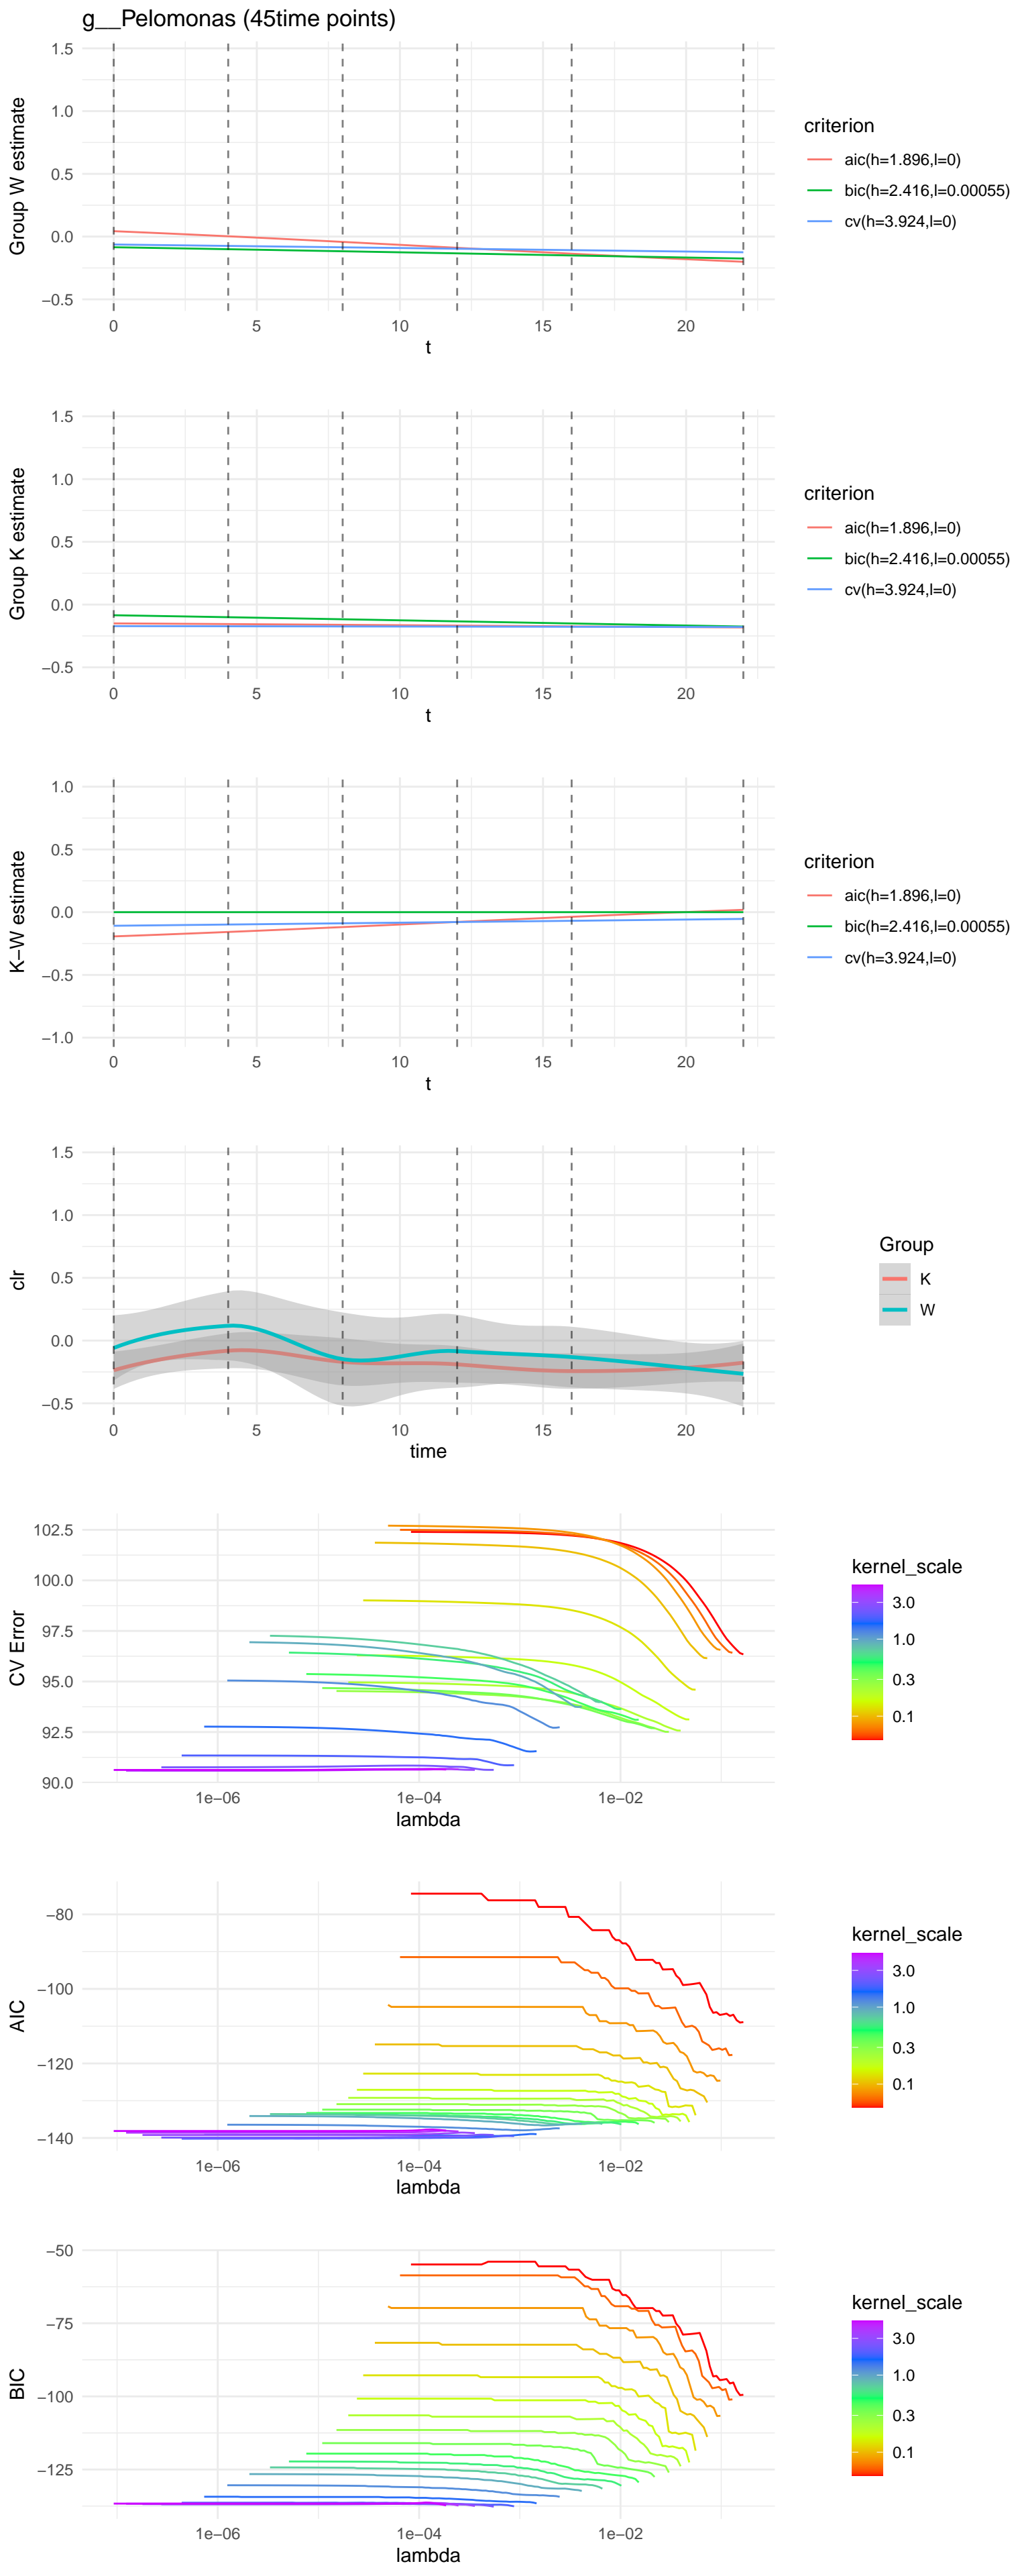 g__Pelomonas (45time points)
Group W estimate
1.5
1.0
0.5
0.0
−0.5
0 5 10 15 20
t
criterion
aic(h=1.896,l=0)
bic(h=2.416,l=0.00055)
cv(h=3.924,l=0)
Group K estimate
1.5
1.0
0.5
0.0
−0.5
0 5 10 15 20
t
criterion
aic(h=1.896,l=0)
bic(h=2.416,l=0.00055)
cv(h=3.924,l=0)
K−W estimate
1.0
0.5
0.0
−0.5
−1.0
0 5 10 15 20
t
criterion
aic(h=1.896,l=0)
bic(h=2.416,l=0.00055)
cv(h=3.924,l=0)
clr
1.5
1.0
0.5
0.0
−0.5
0 5 10 15 20
time
Group
K
W
CV Error
102.5
100.0
97.5
95.0
92.5
90.0
1e−06 1e−04 1e−02
lambda
kernel_scale
3.0
1.0
0.3
0.1
AIC
−80
−100
−120
−140
1e−06 1e−04 1e−02
lambda
kernel_scale
3.0
1.0
0.3
0.1
BIC
−50
−75
−100
−125
1e−06 1e−04 1e−02
lambda
kernel_scale
3.0
1.0
0.3
0.1